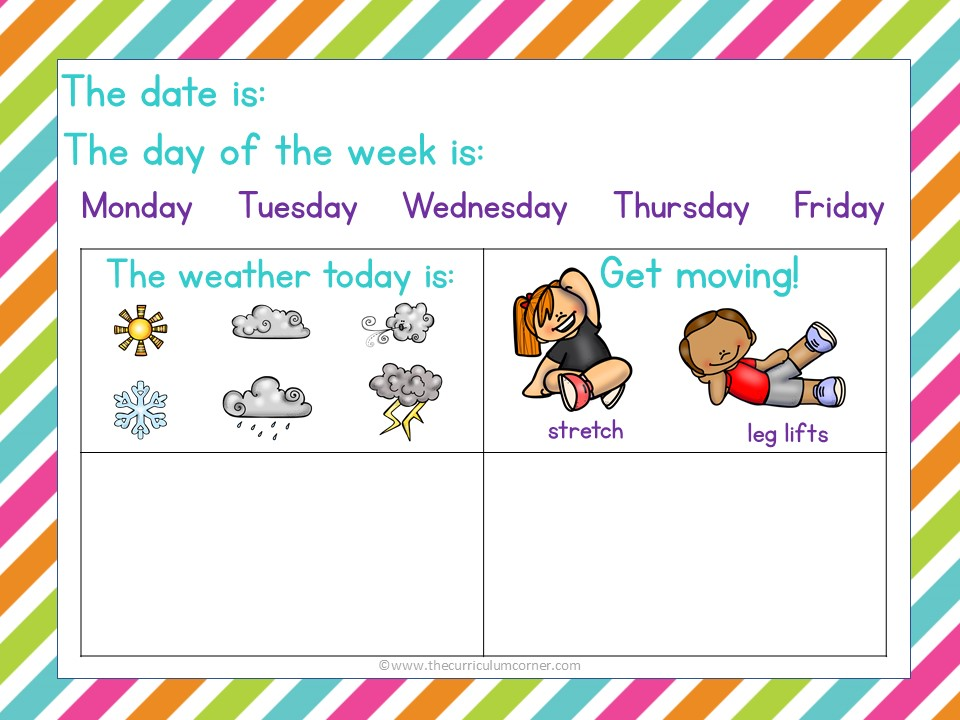 The date is:
The day of the week is:
Monday Tuesday Wednesday Thursday Friday
The weather today is:
Get moving!
stretch
leg lifts
©www.thecurriculumcorner.com